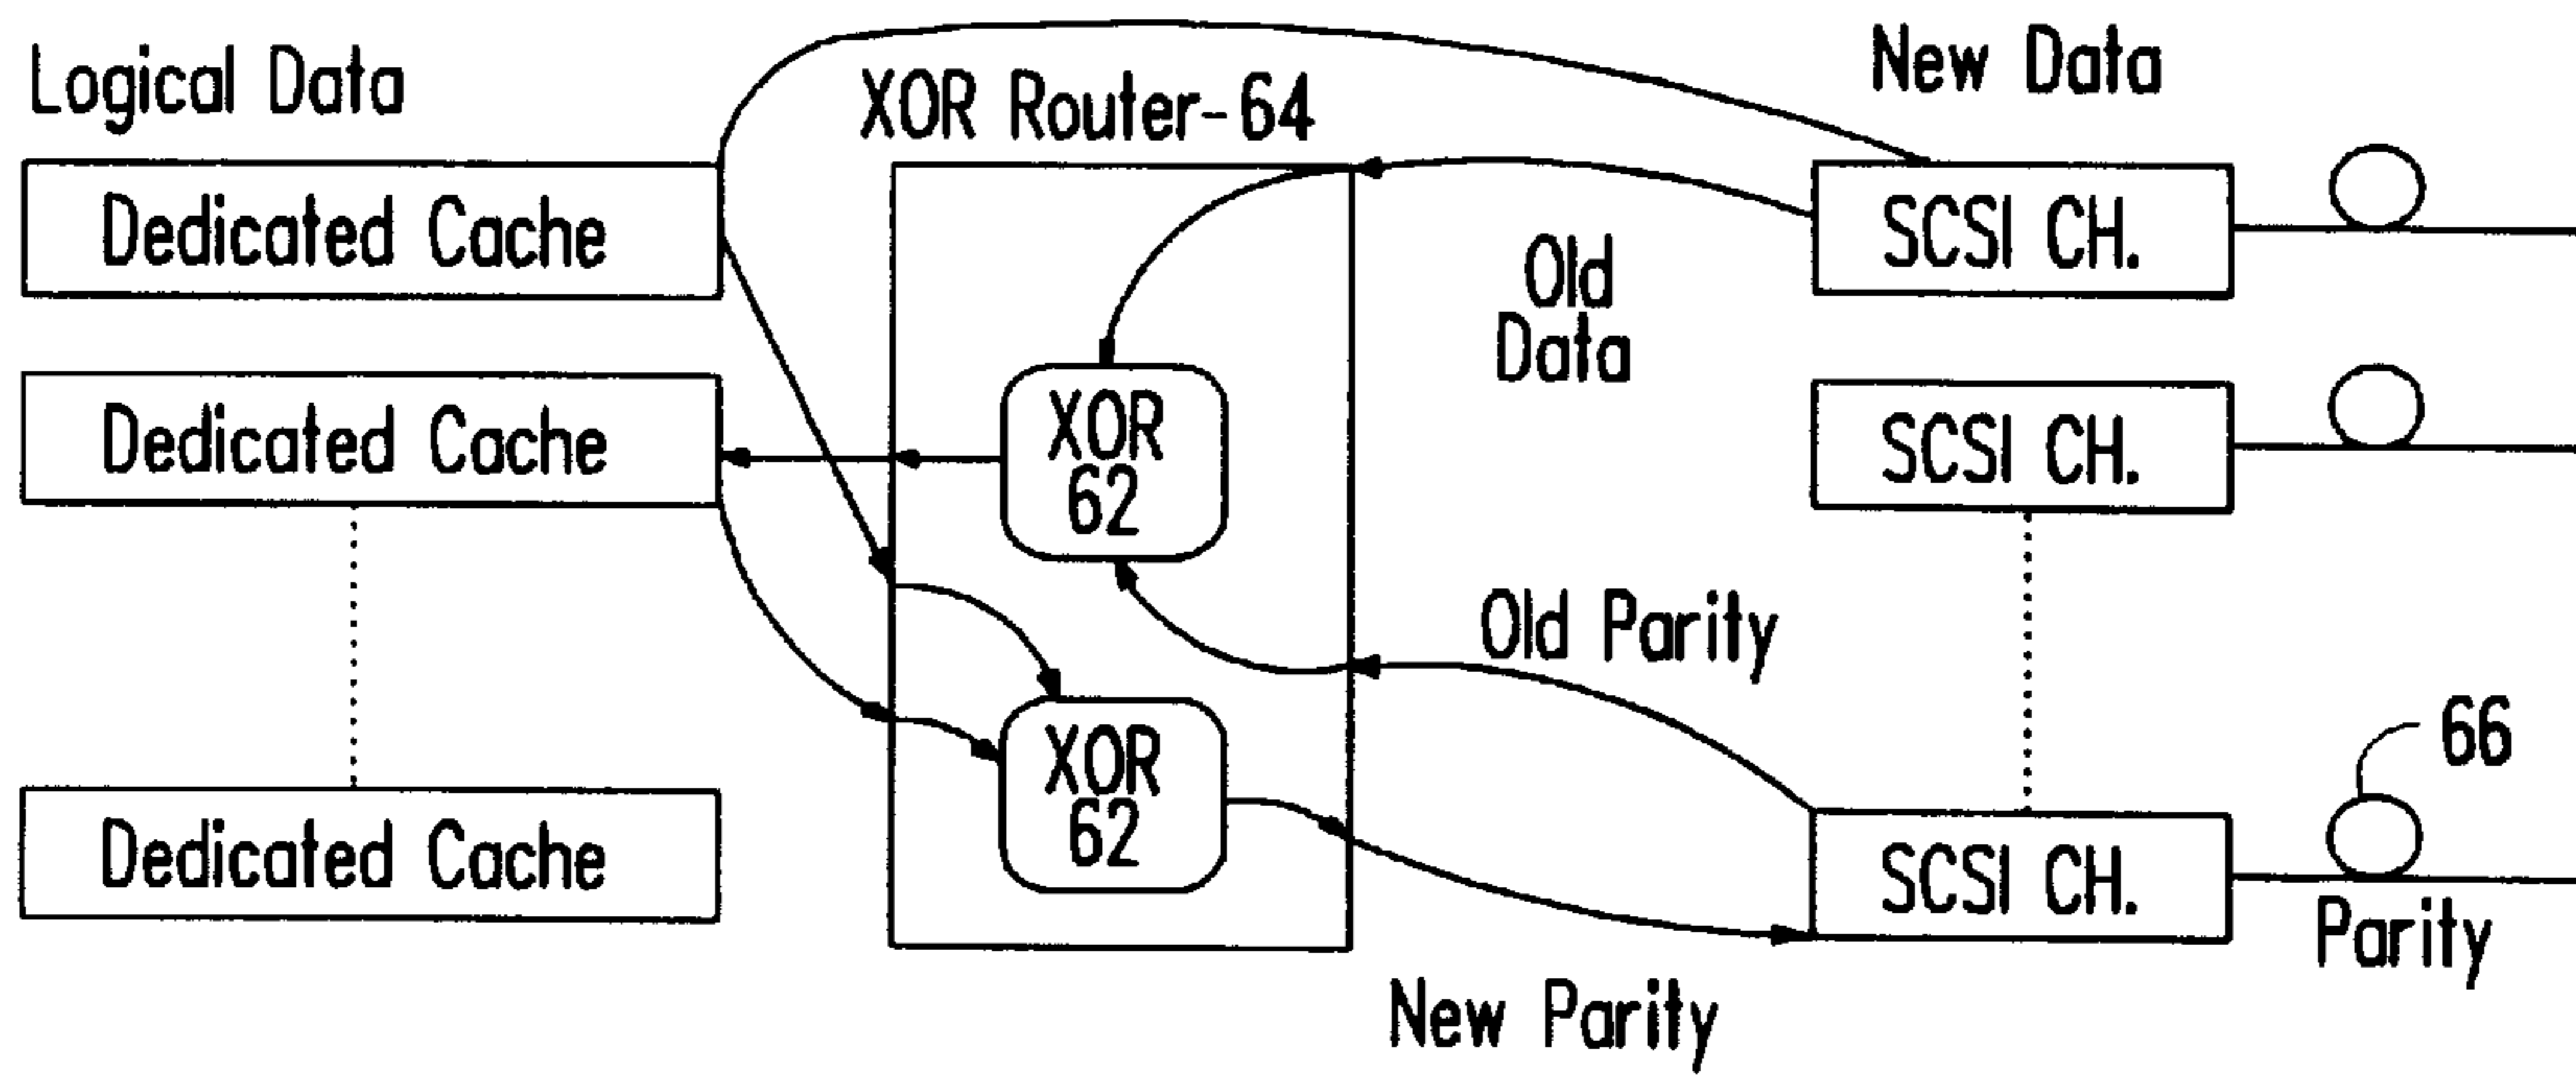 Logical Data
New Data
XOR Router-64
Dedicated Cache
SCSI CH.
Old
Data
Dedicated Cache
XOR
62
SCSI CH.
Old Parity
66
XOR
62
Dedicated Cache
SCSI CH.
Parity
New Parity